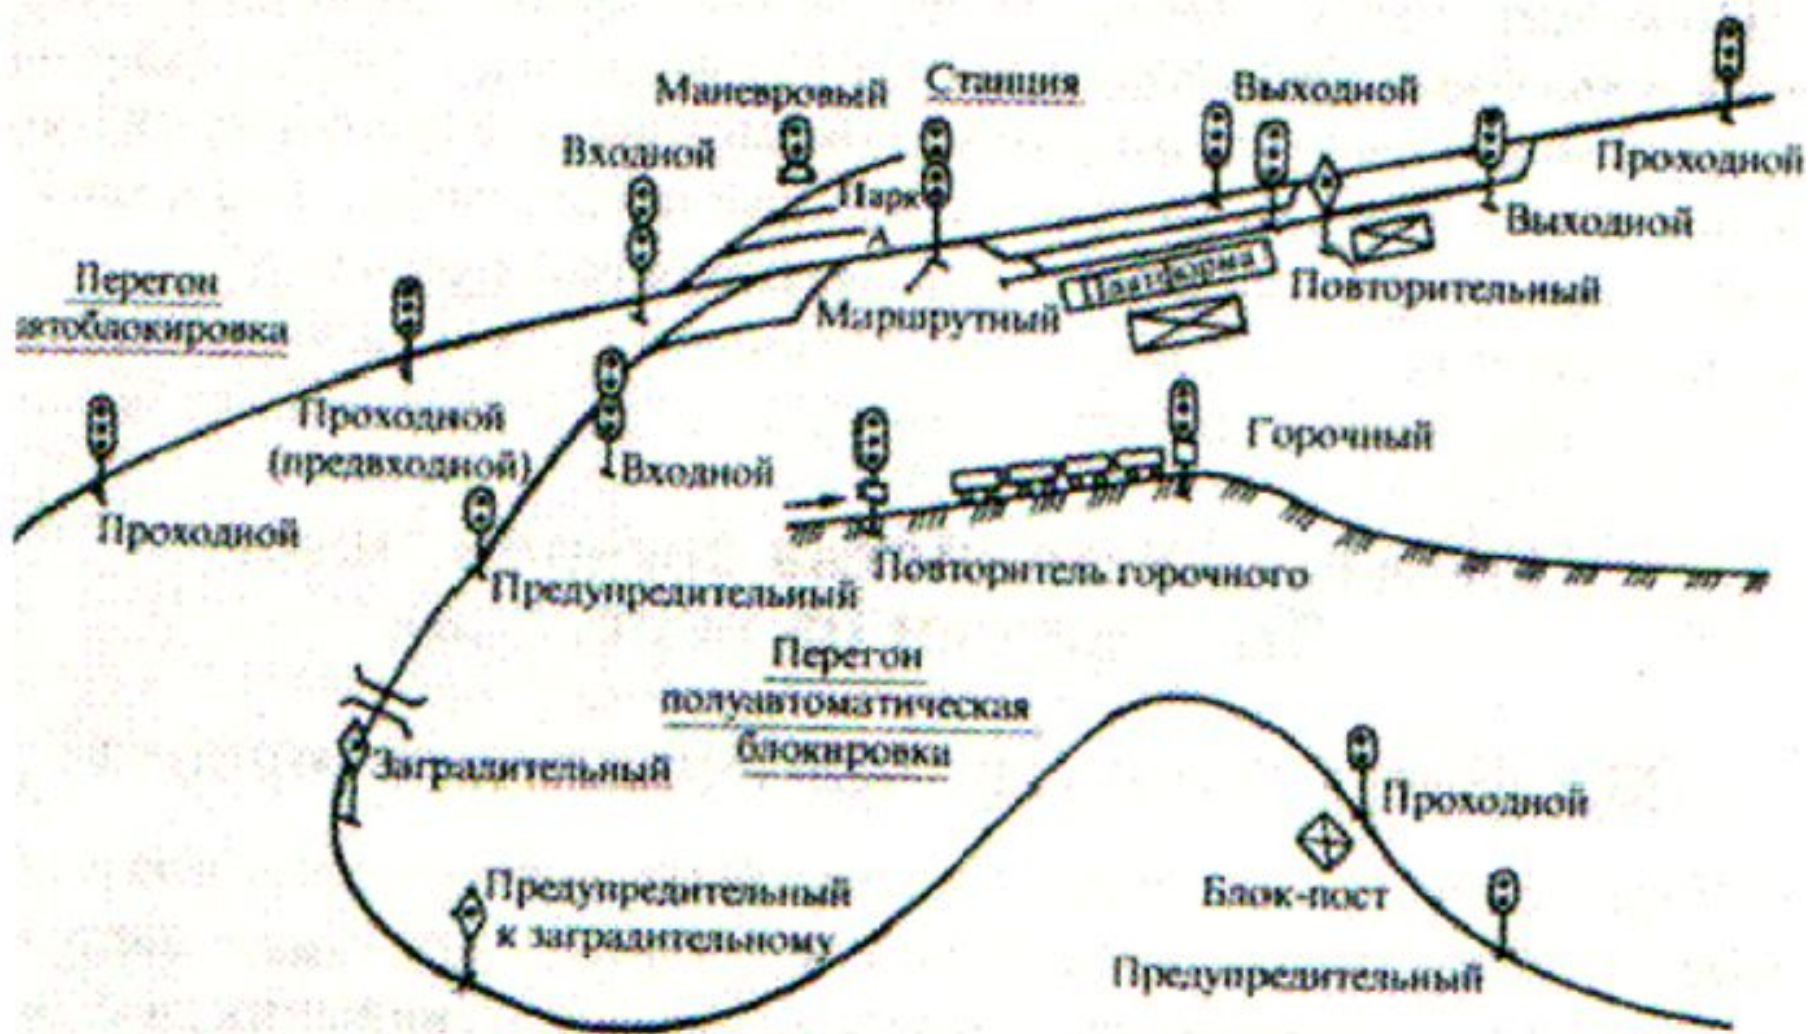 Маневровый
Станция
Выходной
Входной
Проходной
Парк
А
Выходной
Перегон
автоблокировка
Платформа
Повторительный
Маршрутный
Проходной
(предвходной)
Горочный
Входной
Проходной
Повторитель горочного
Предупредительный
Перегон
полуавтоматическая
блокировка
Заградительный
Проходной
Предупредительный
к заградительному
Блок-пост
Предупредительный